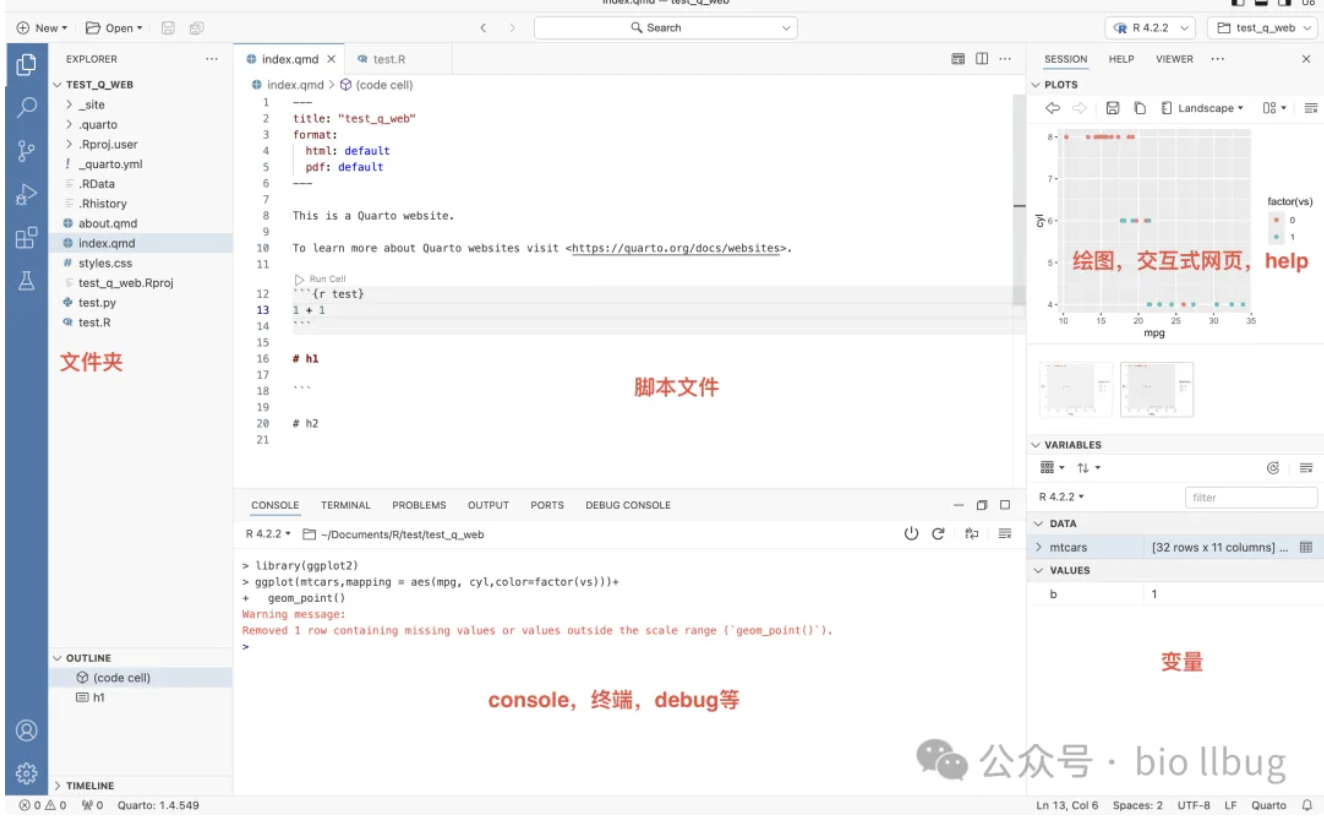 index.qmd — test_q_web
New
Open
Search
R 4.2.2
test_q_web
EXPLORER
TEST_Q_WEB
_site
.quarto
.Rproj.user
! _quarto.yml
.RData
.Rhistory
about.qmd
index.qmd
# styles.css
test_q_web.Rproj
test.py
test.R
文件夹
OUTLINE
(code cell)
h1
TIMELINE
index.qmd
test.R
index.qmd > (code cell)
1 ---
2 title: "test_q_web"
3 format:
4 html: default
5 pdf: default
6 ---
7
8 This is a Quarto website.
9
10 To learn more about Quarto websites visit <https://quarto.org/docs/websites>.
11
Run Cell
12 ```{r test}
13 1 + 1
14 ```
15
16 # h1
17
18 ```
19
20 # h2
21
脚本文件
CONSOLE TERMINAL PROBLEMS OUTPUT PORTS DEBUG CONSOLE
R 4.2.2 ~/Documents/R/test/test_q_web
> library(ggplot2)
> ggplot(mtcars,mapping = aes(mpg, cyl,color=factor(vs)))+
+ geom_point()
Warning message:
Removed 1 row containing missing values or values outside the scale range (`geom_point()`).
>
console，终端，debug等
SESSION HELP VIEWER
PLOTS
Landscape
8
7
6
5
4
cyl
10 15 20 25 30 35
mpg
factor(vs)
0
1
绘图，交互式网页，help
VARIABLES
R 4.2.2
filter
DATA
mtcars [32 rows x 11 columns] ...
VALUES
b 1
变量
公众号 · bio llbug
0 0 0 Quarto: 1.4.549
Ln 13, Col 6 Spaces: 2 UTF-8 LF Quarto